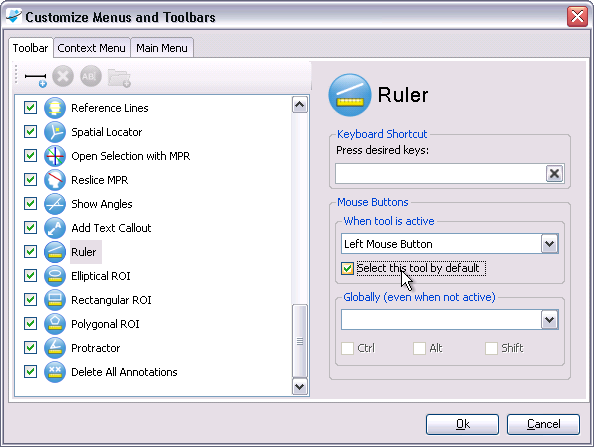 Customize Menus and Toolbars
Toolbar Context Menu Main Menu
AB
Reference Lines
Spatial Locator
Open Selection with MPR
Reslice MPR
Show Angles
Add Text Callout
Ruler
Elliptical ROI
Rectangular ROI
Polygonal ROI
Protractor
Delete All Annotations
Ruler
Keyboard Shortcut
Press desired keys:
Mouse Buttons
When tool is active
Left Mouse Button
Select this tool by default
Globally (even when not active)
Ctrl Alt Shift
Ok Cancel